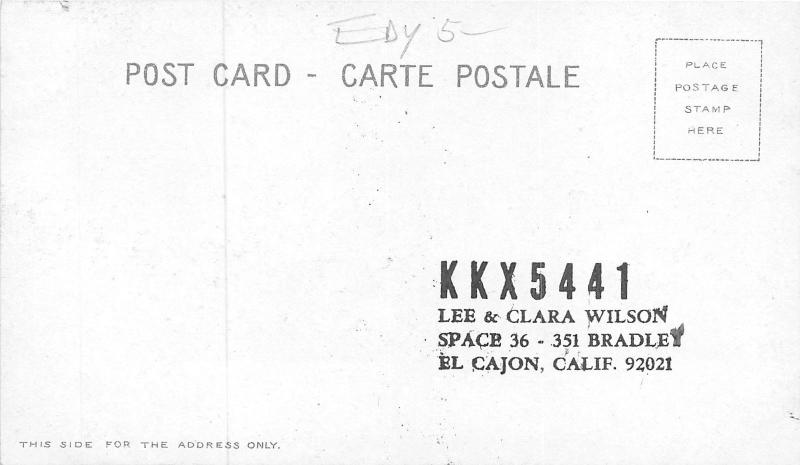 EDY 5-
POST CARD - CARTE POSTALE
PLACE
POSTAGE
STAMP
HERE
KKX5441
LEE & CLARA WILSON
SPACE 36 - 351 BRADLEY
EL CAJON, CALIF. 92021
THIS SIDE FOR THE ADDRESS ONLY.